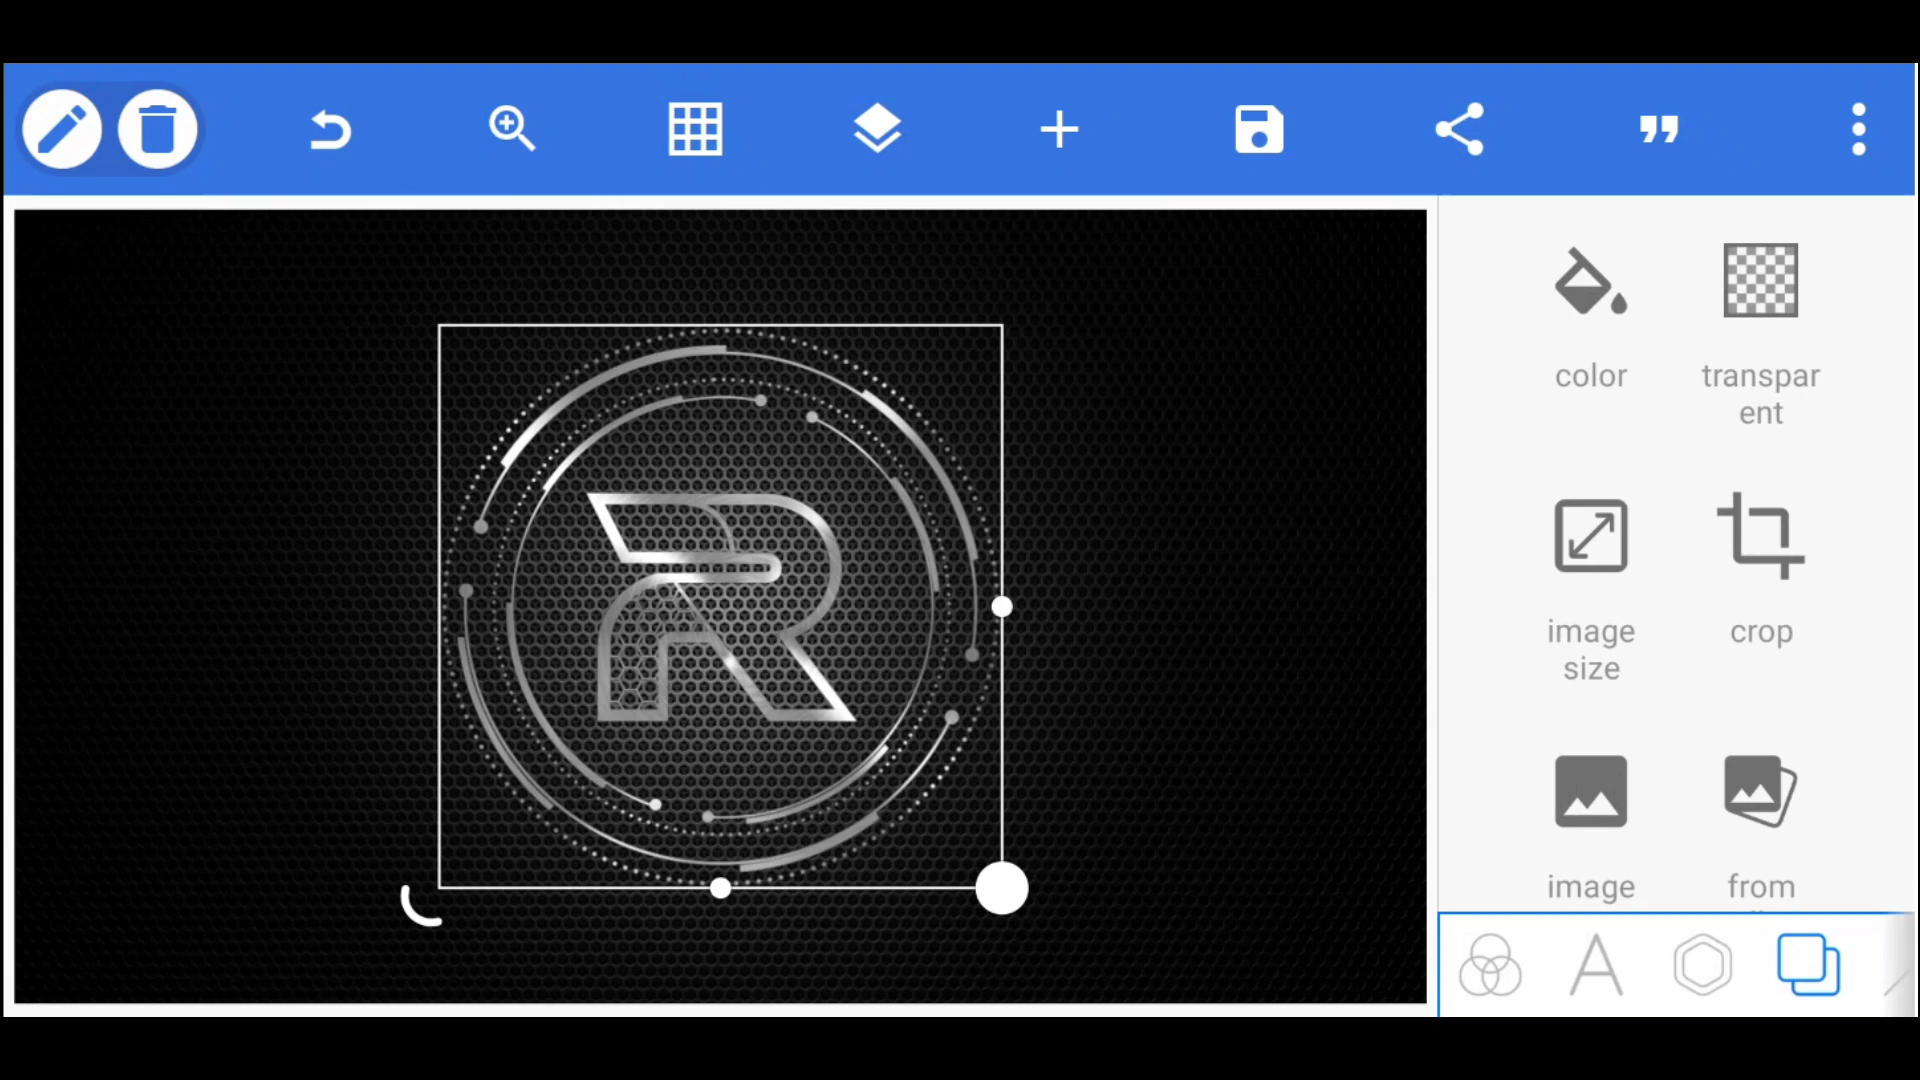 R
color
transpar
ent
image
size
crop
image
from